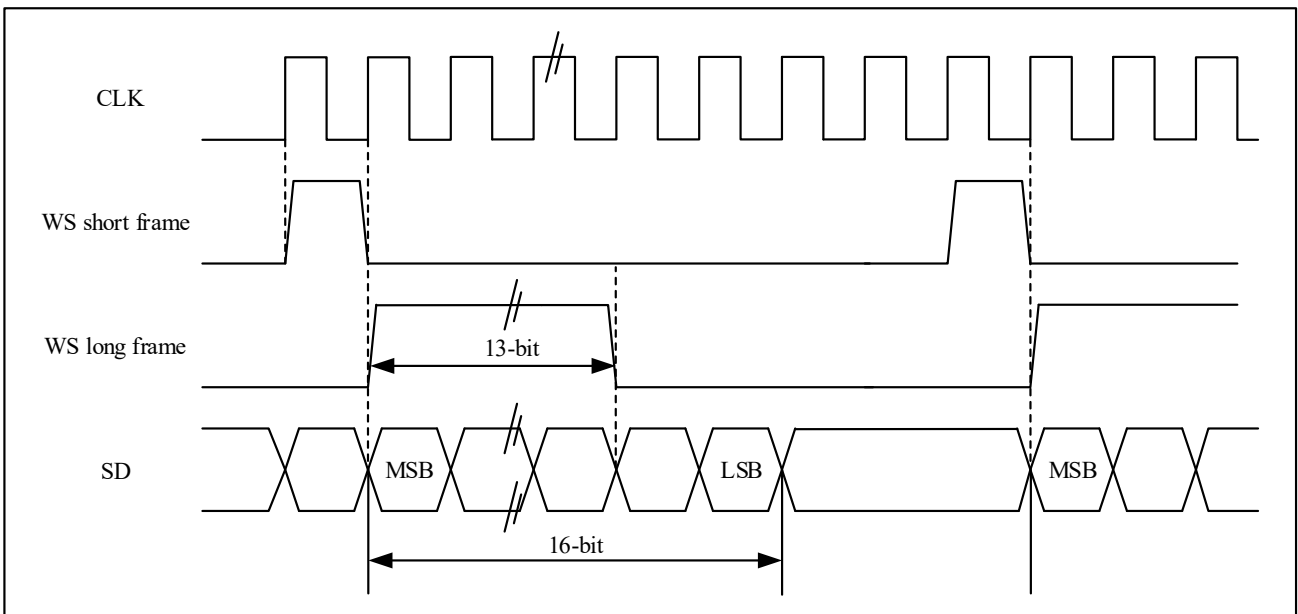 CLK
WS short frame
WS long frame
13-bit
SD
MSB
LSB
MSB
16-bit